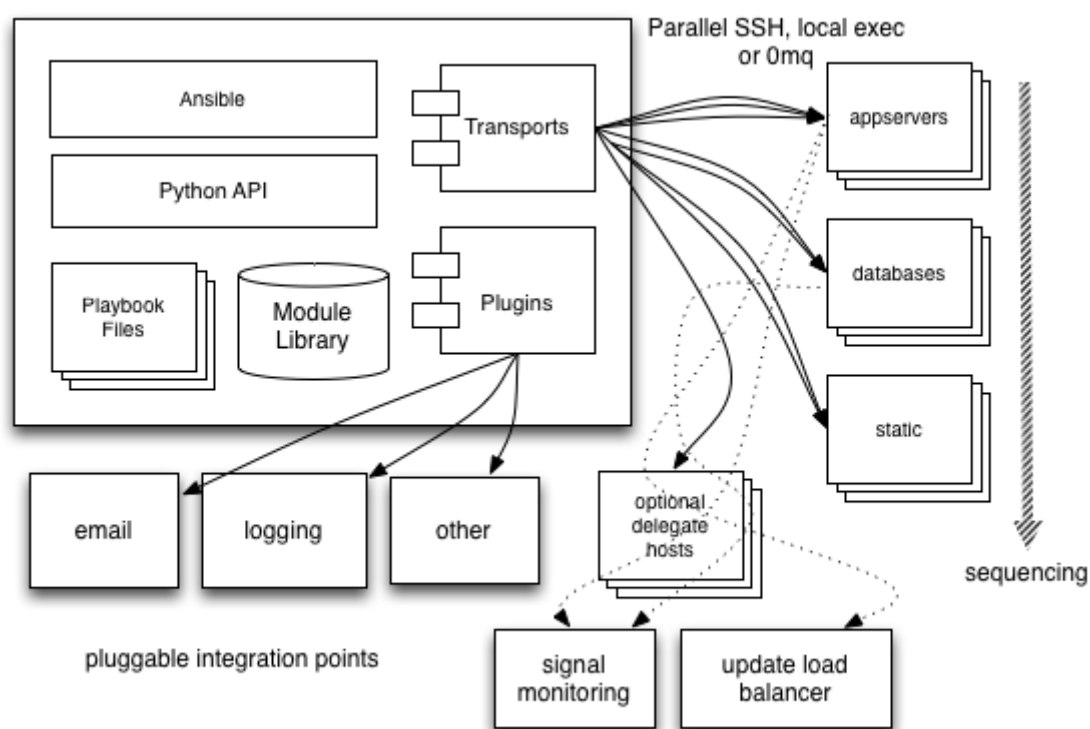 Parallel SSH, local exec
or 0mq
Ansible
Transports
appservers
Python API
databases
Playbook
Files
Module
Library
Plugins
static
email
logging
other
optional
delegate
hosts
sequencing
pluggable integration points
signal
monitoring
update load
balancer